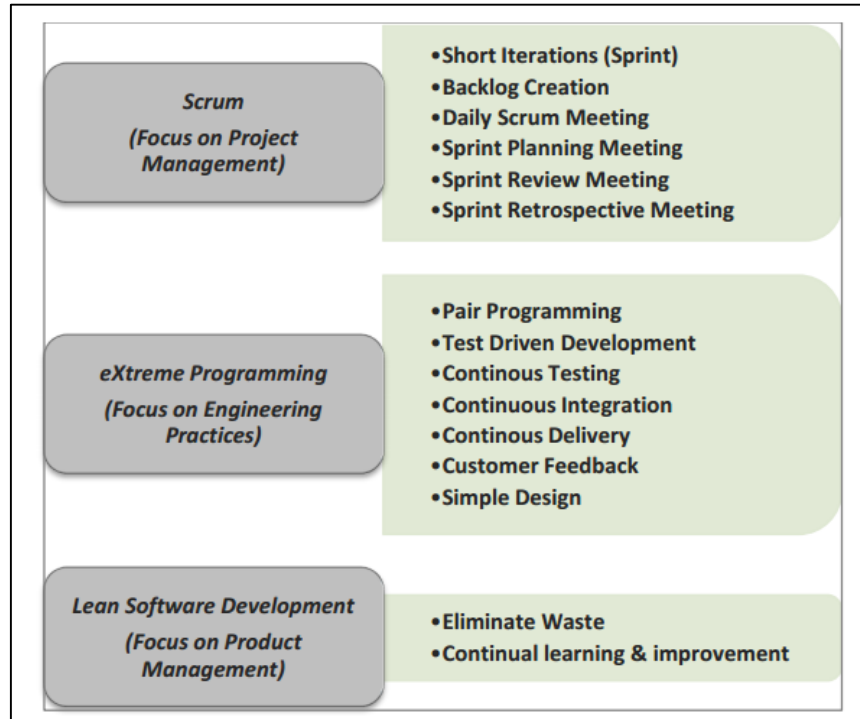 Scrum
(Focus on Project
Management)
•Short Iterations (Sprint)
•Backlog Creation
•Daily Scrum Meeting
•Sprint Planning Meeting
•Sprint Review Meeting
•Sprint Retrospective Meeting
eXtreme Programming
(Focus on Engineering
Practices)
•Pair Programming
•Test Driven Development
•Continous Testing
•Continuous Integration
•Continous Delivery
•Customer Feedback
•Simple Design
Lean Software Development
(Focus on Product
Management)
•Eliminate Waste
•Continual learning & improvement